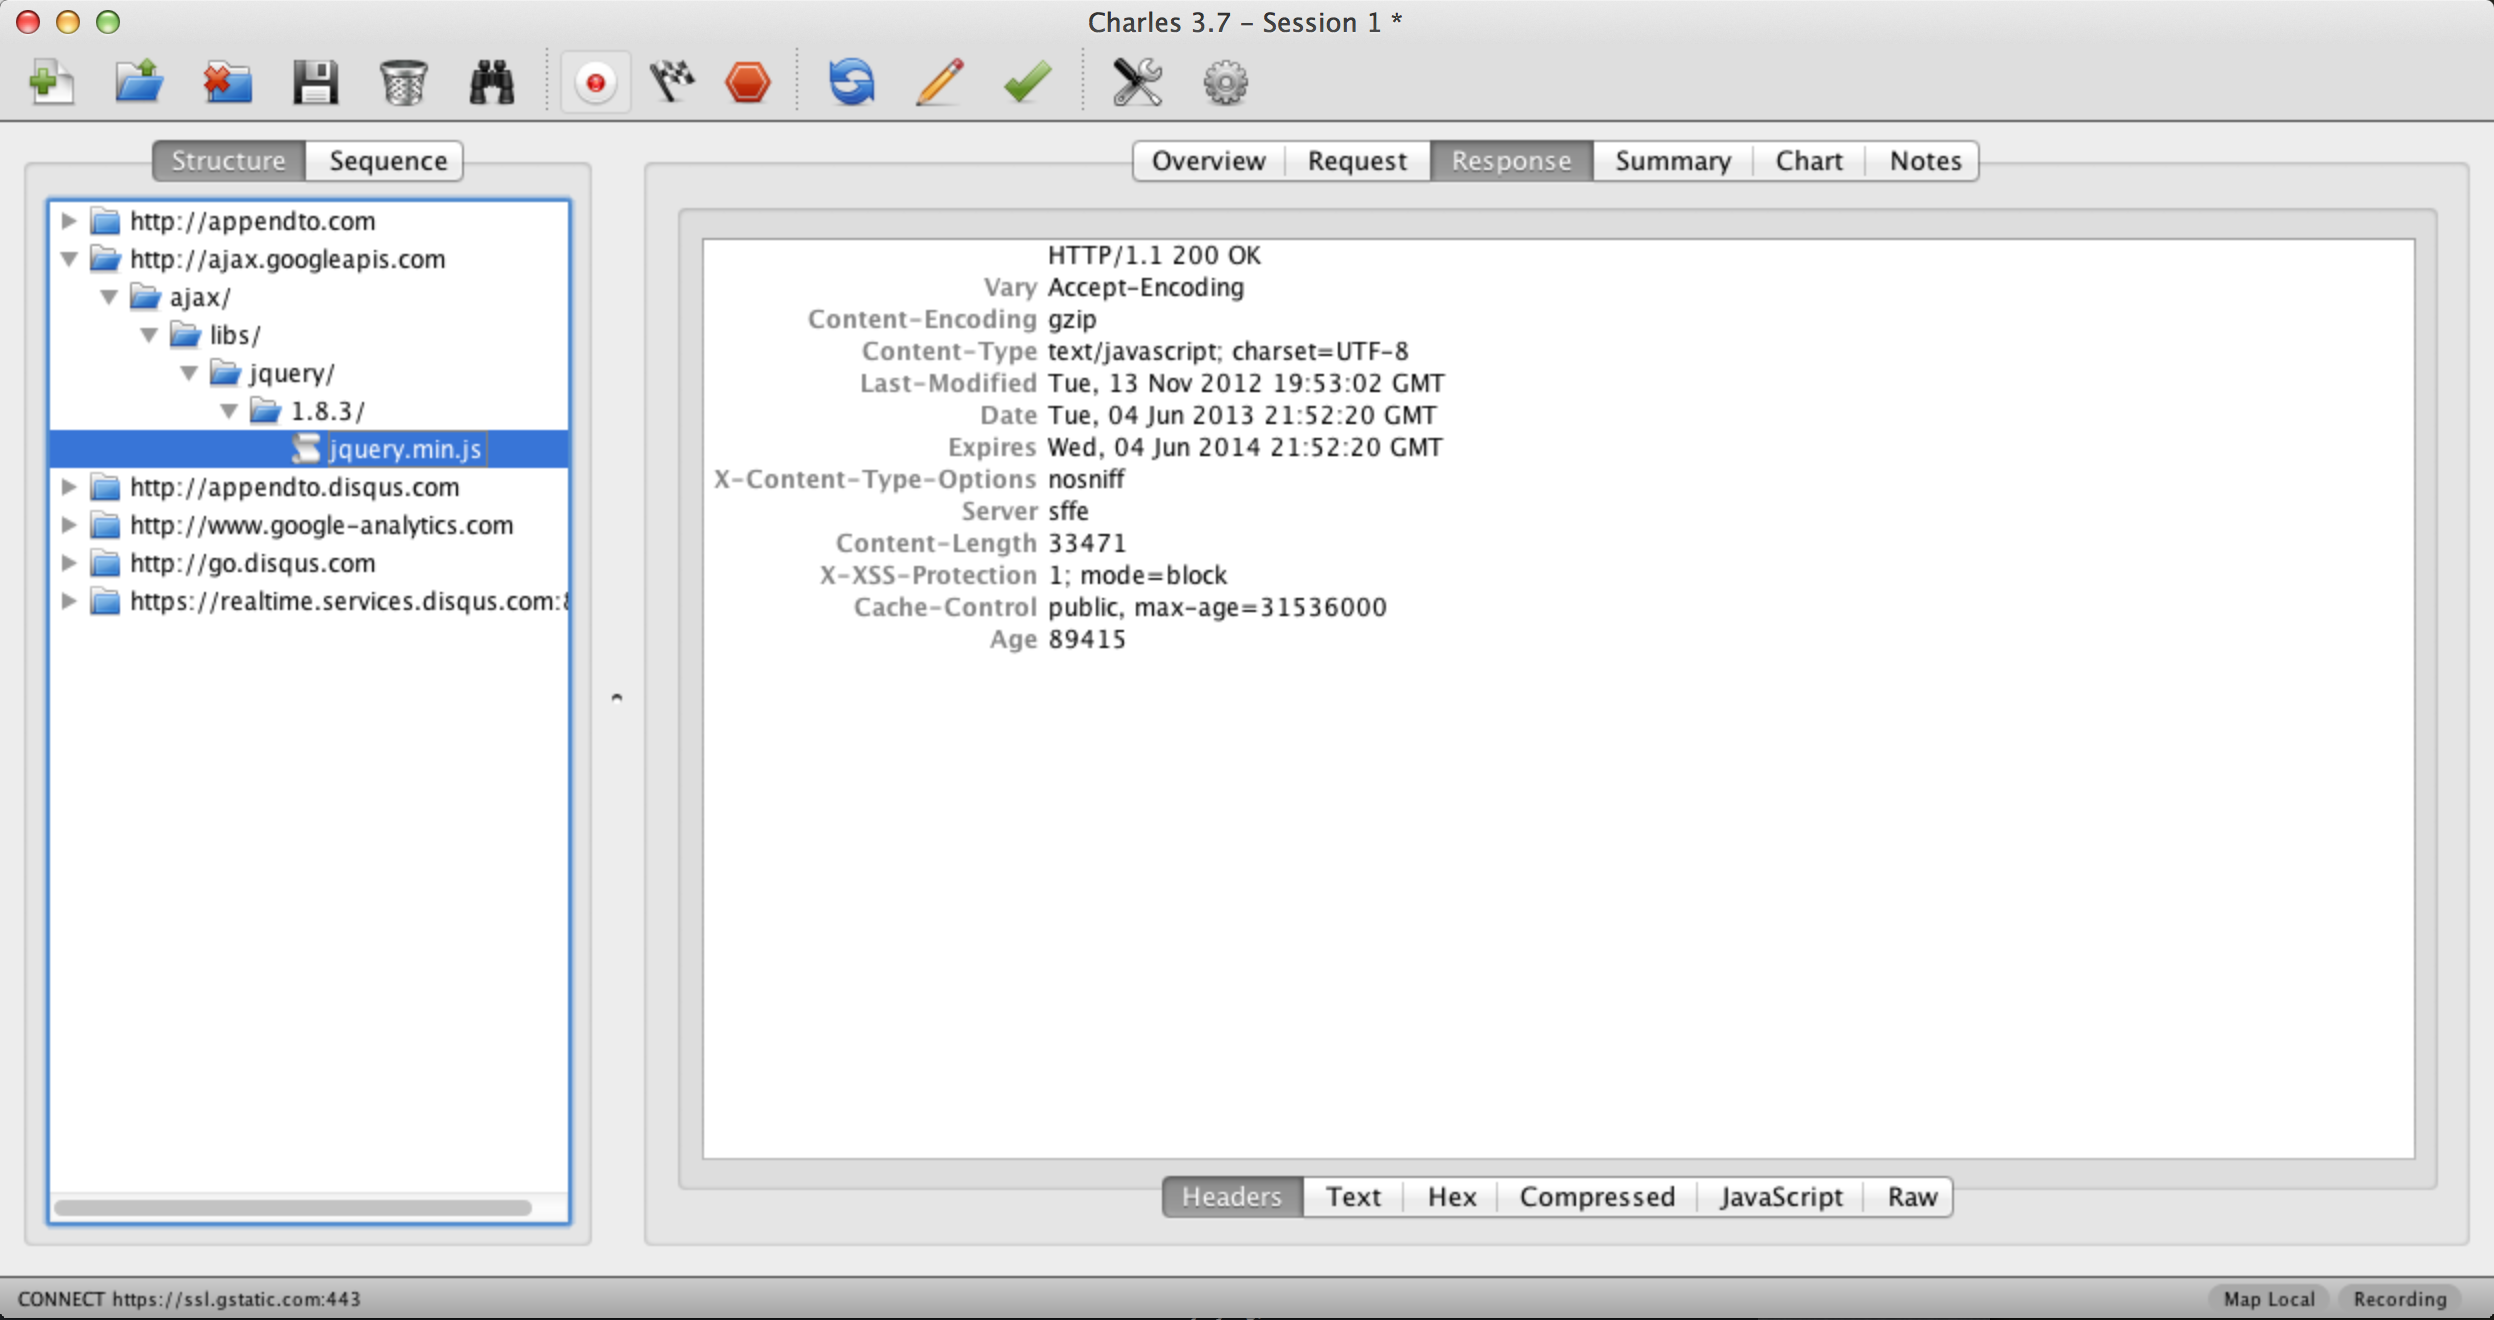 Charles 3.7 – Session 1 *
Structure
Sequence
http://appendto.com
http://ajax.googleapis.com
ajax/
libs/
jquery/
1.8.3/
jquery.min.js
http://appendto.disqus.com
http://www.google-analytics.com
http://go.disqus.com
https://realtime.services.disqus.com:
Overview
Request
Response
Summary
Chart
Notes
HTTP/1.1 200 OK
Vary Accept-Encoding
Content-Encoding gzip
Content-Type text/javascript; charset=UTF-8
Last-Modified Tue, 13 Nov 2012 19:53:02 GMT
Date Tue, 04 Jun 2013 21:52:20 GMT
Expires Wed, 04 Jun 2014 21:52:20 GMT
X-Content-Type-Options nosniff
Server sffe
Content-Length 33471
X-XSS-Protection 1; mode=block
Cache-Control public, max-age=31536000
Age 89415
Headers
Text
Hex
Compressed
JavaScript
Raw
CONNECT https://ssl.gstatic.com:443
Map Local
Recording